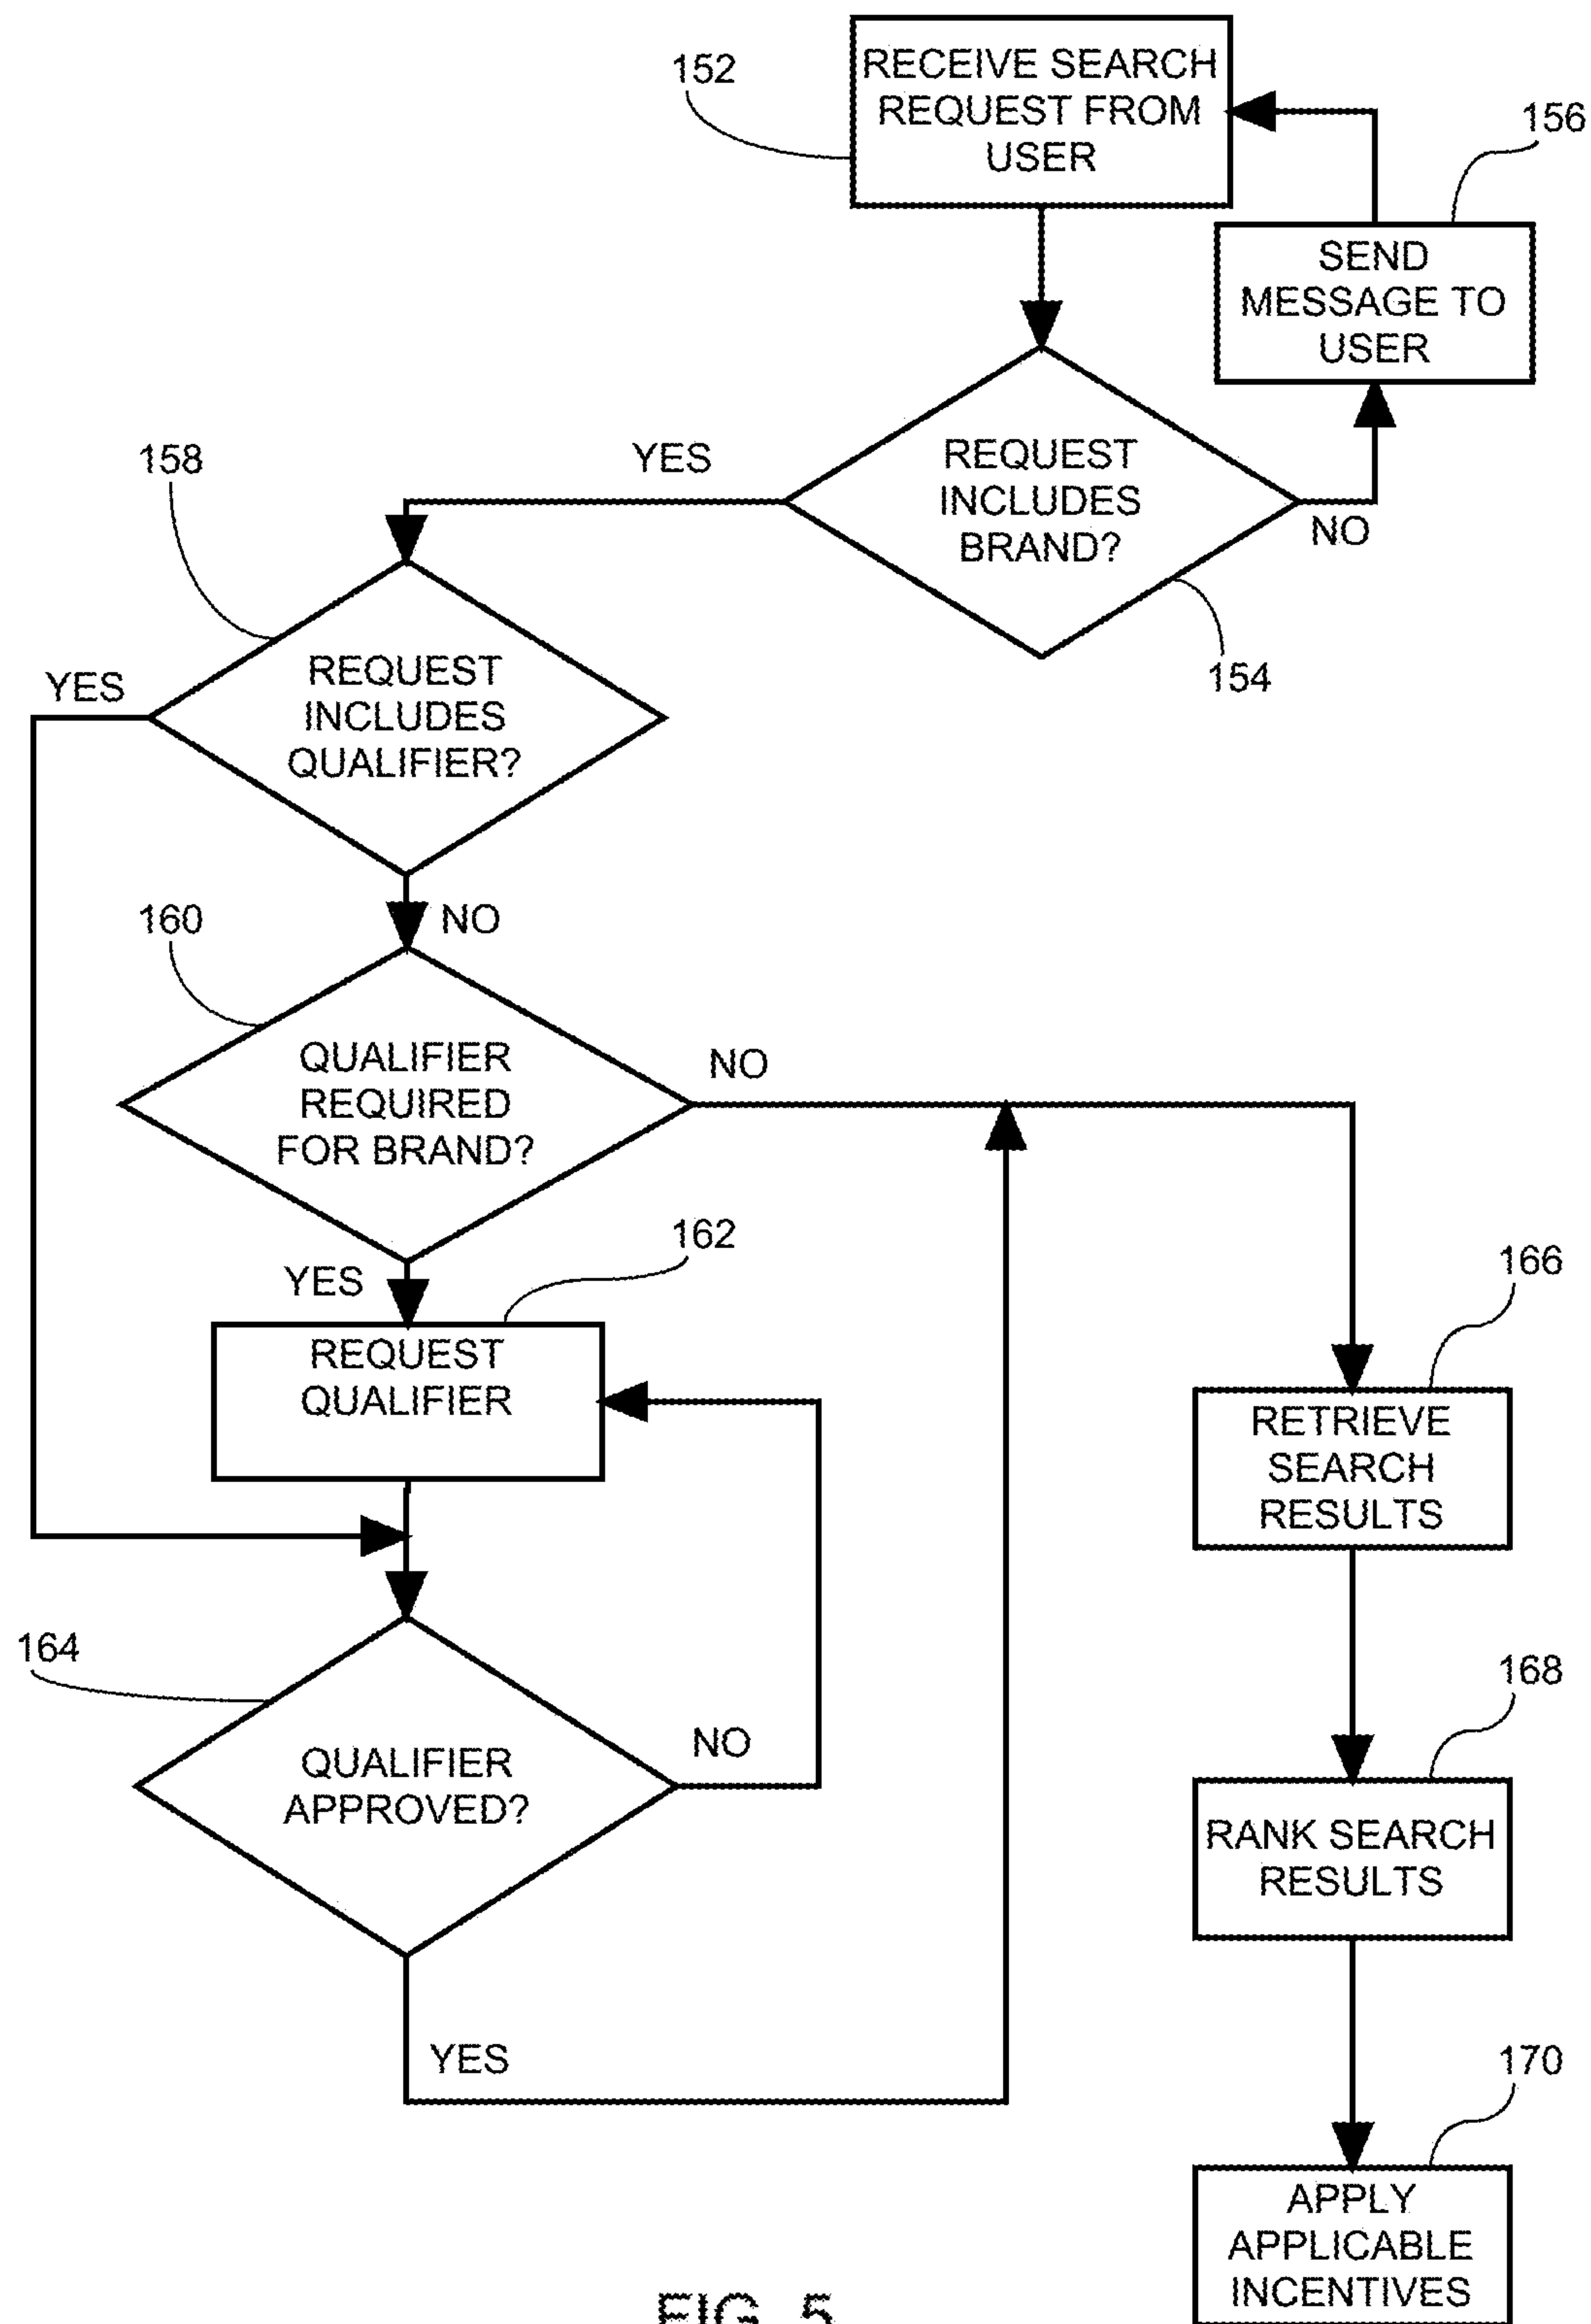 152
RECEIVE SEARCH
REQUEST FROM
USER
156
SEND
MESSAGE TO
USER
158
YES
REQUEST
INCLUDES
BRAND?
NO
154
YES
REQUEST
INCLUDES
QUALIFIER?
160
NO
QUALIFIER
REQUIRED
FOR BRAND?
NO
YES
162
REQUEST
QUALIFIER
166
RETRIEVE
SEARCH
RESULTS
164
QUALIFIER
APPROVED?
NO
168
RANK SEARCH
RESULTS
YES
170
APPLY
APPLICABLE
INCENTIVES
FIG. 5